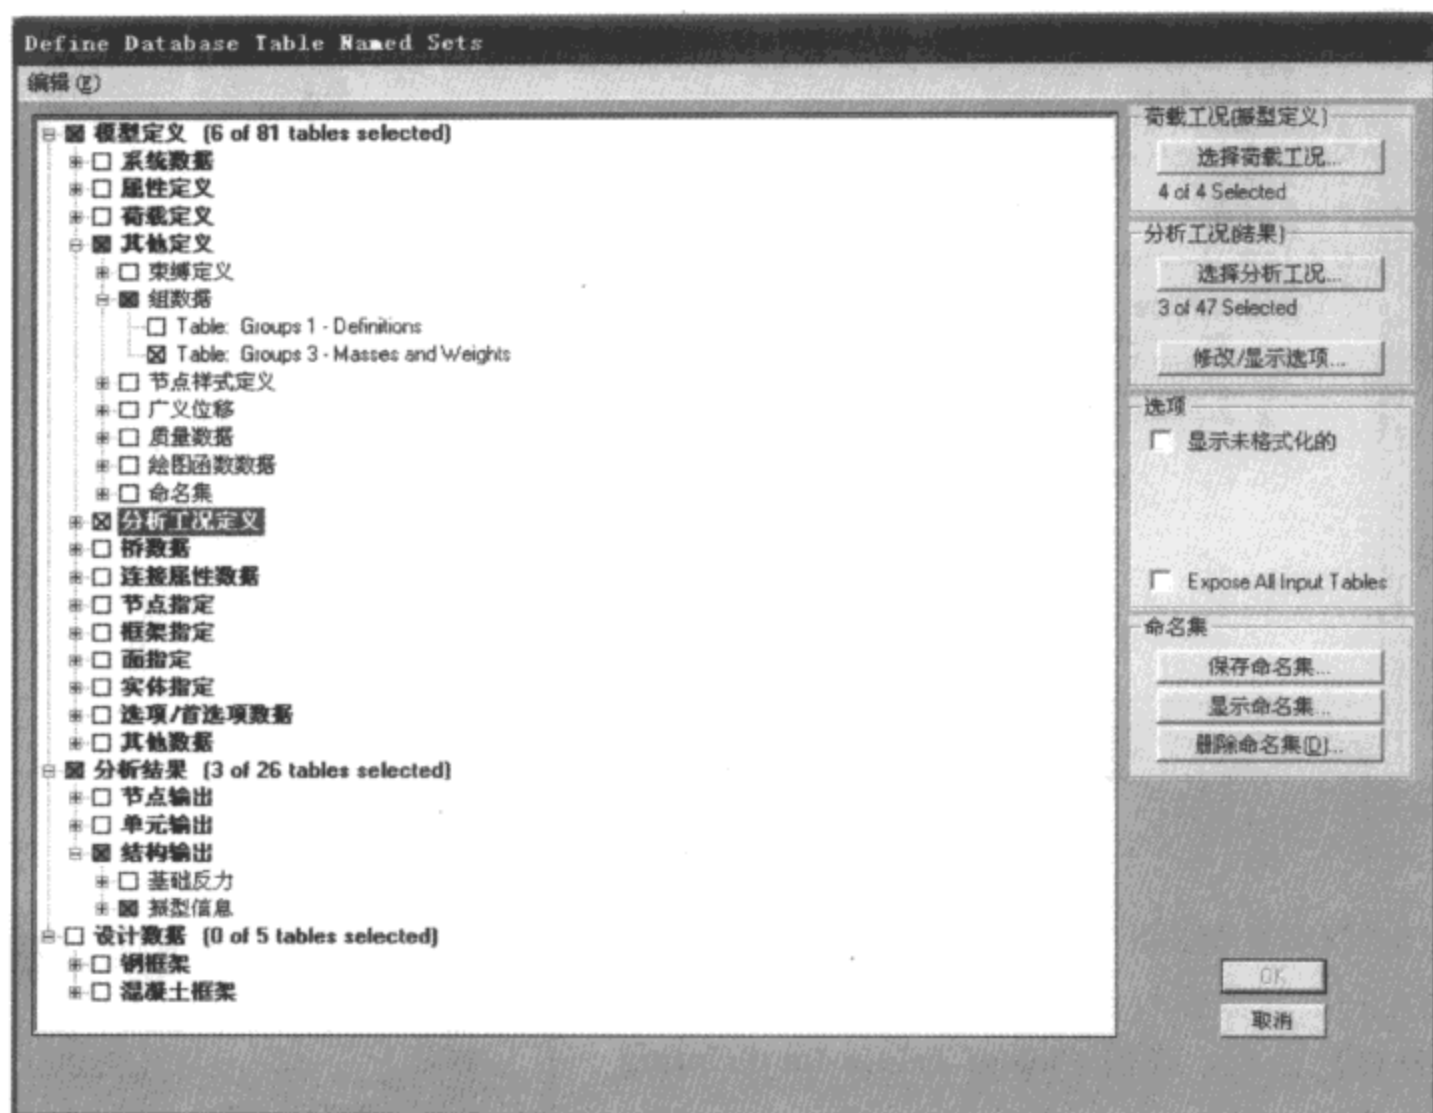 Define Database Table Named Sets
编辑(E)
模型定义 (6 of 81 tables selected)
系统数据
属性定义
荷载定义
其他定义
束缚定义
组数据
Table: Groups 1 - Definitions
Table: Groups 3 - Masses and Weights
节点样式定义
广义位移
质量数据
绘图函数数据
命名集
分析工况定义
桥数据
连接属性数据
节点指定
框架指定
面指定
实体指定
选项/首选项数据
其他数据
分析结果 (3 of 26 tables selected)
节点输出
单元输出
结构输出
基础反力
振型信息
设计数据 (0 of 5 tables selected)
钢框架
混凝土框架
荷载工况(模型定义)
选择荷载工况...
4 of 4 Selected
分析工况(结果)
选择分析工况...
3 of 47 Selected
修改/显示选项...
选项
显示未格式化的
Expose All Input Tables
命名集
保存命名集...
显示命名集...
删除命名集(D)...
OK
取消